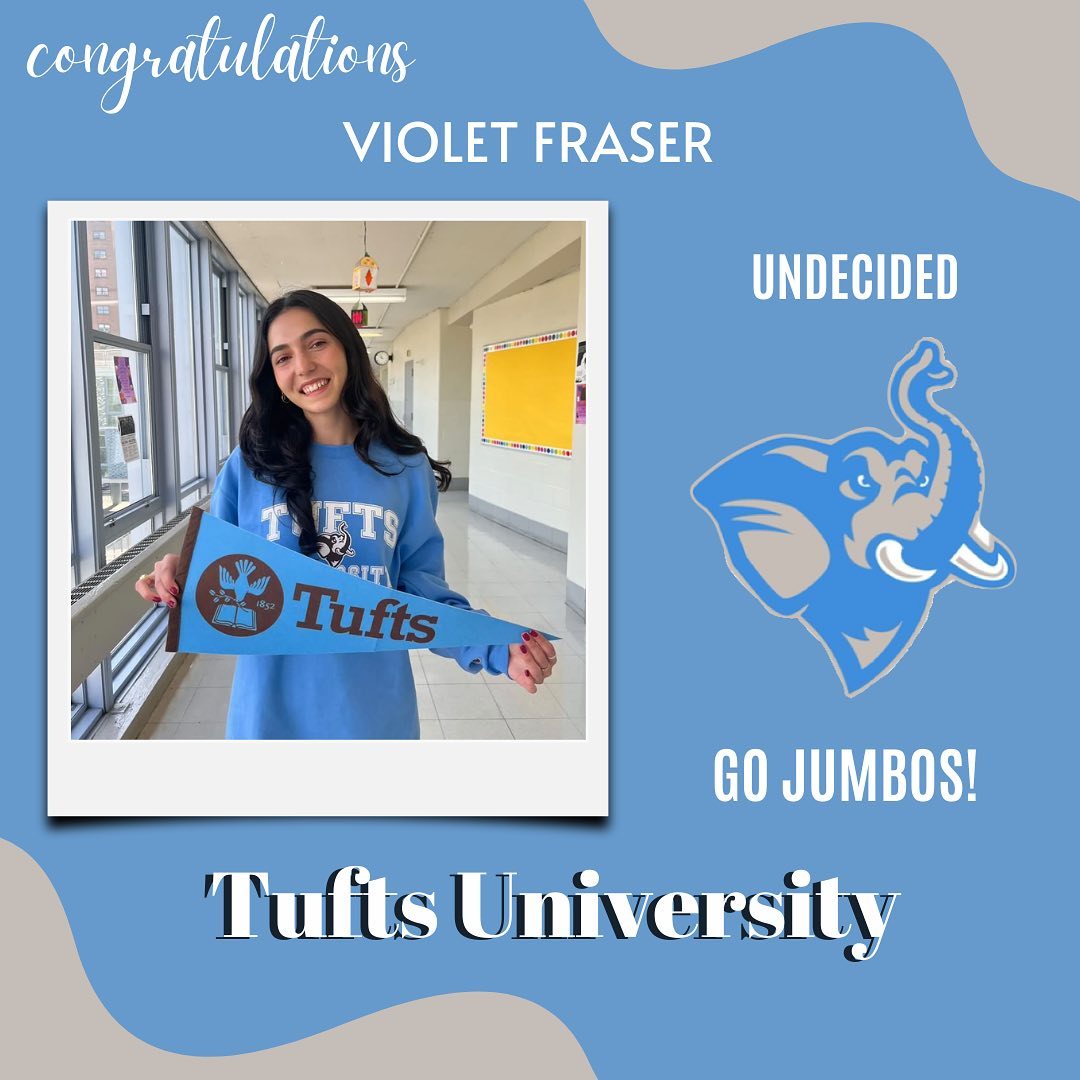 congratulations
VIOLET FRASER
UNDECIDED
TUFTS
1852
Tufts
GO JUMBOS!
Tufts University